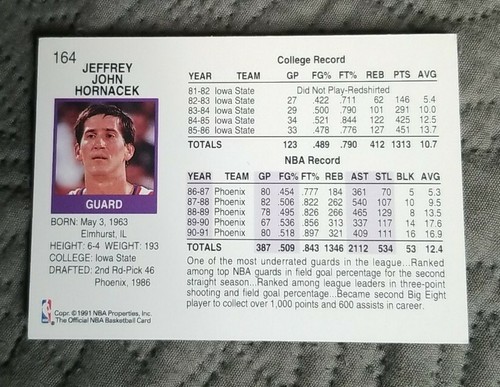 164
JEFFREY
JOHN
HORNACEK
GUARD
BORN: May 3, 1963
Elmhurst, IL
HEIGHT: 6-4 WEIGHT: 193
COLLEGE: Iowa State
DRAFTED: 2nd Rd-Pick 46
Phoenix, 1986
Copr. © 1991 NBA Properties, Inc.
The Official NBA Basketball Card
College Record
YEAR TEAM GP FG% FT% REB PTS AVG
81-82 Iowa State Did Not Play-Redshirted
82-83 Iowa State 27 .422 .711 62 146 5.4
83-84 Iowa State 29 .500 .790 101 293 10.0
84-85 Iowa State 34 .521 .844 122 425 12.5
85-86 Iowa State 33 .478 .776 127 451 13.7
TOTALS 123 .489 .790 412 1313 10.7
NBA Record
YEAR TEAM GP FG% FT% REB AST STL BLK AVG
86-87 Phoenix 80 .454 .777 184 361 70 5 5.3
87-88 Phoenix 82 .506 .822 262 540 107 10 9.5
88-89 Phoenix 78 .495 .826 266 465 129 8 13.5
89-90 Phoenix 67 .536 .856 313 337 117 14 17.6
90-91 Phoenix 80 .518 .897 321 409 111 16 16.9
TOTALS 387 .509 .843 1346 2112 534 53 12.4
One of the most underrated guards in the league...Ranked
among top NBA guards in field goal percentage for the second
straight season...Ranked among league leaders in three-point
shooting and field goal percentage...Became second Big Eight
player to collect over 1,000 points and 600 assists in career.